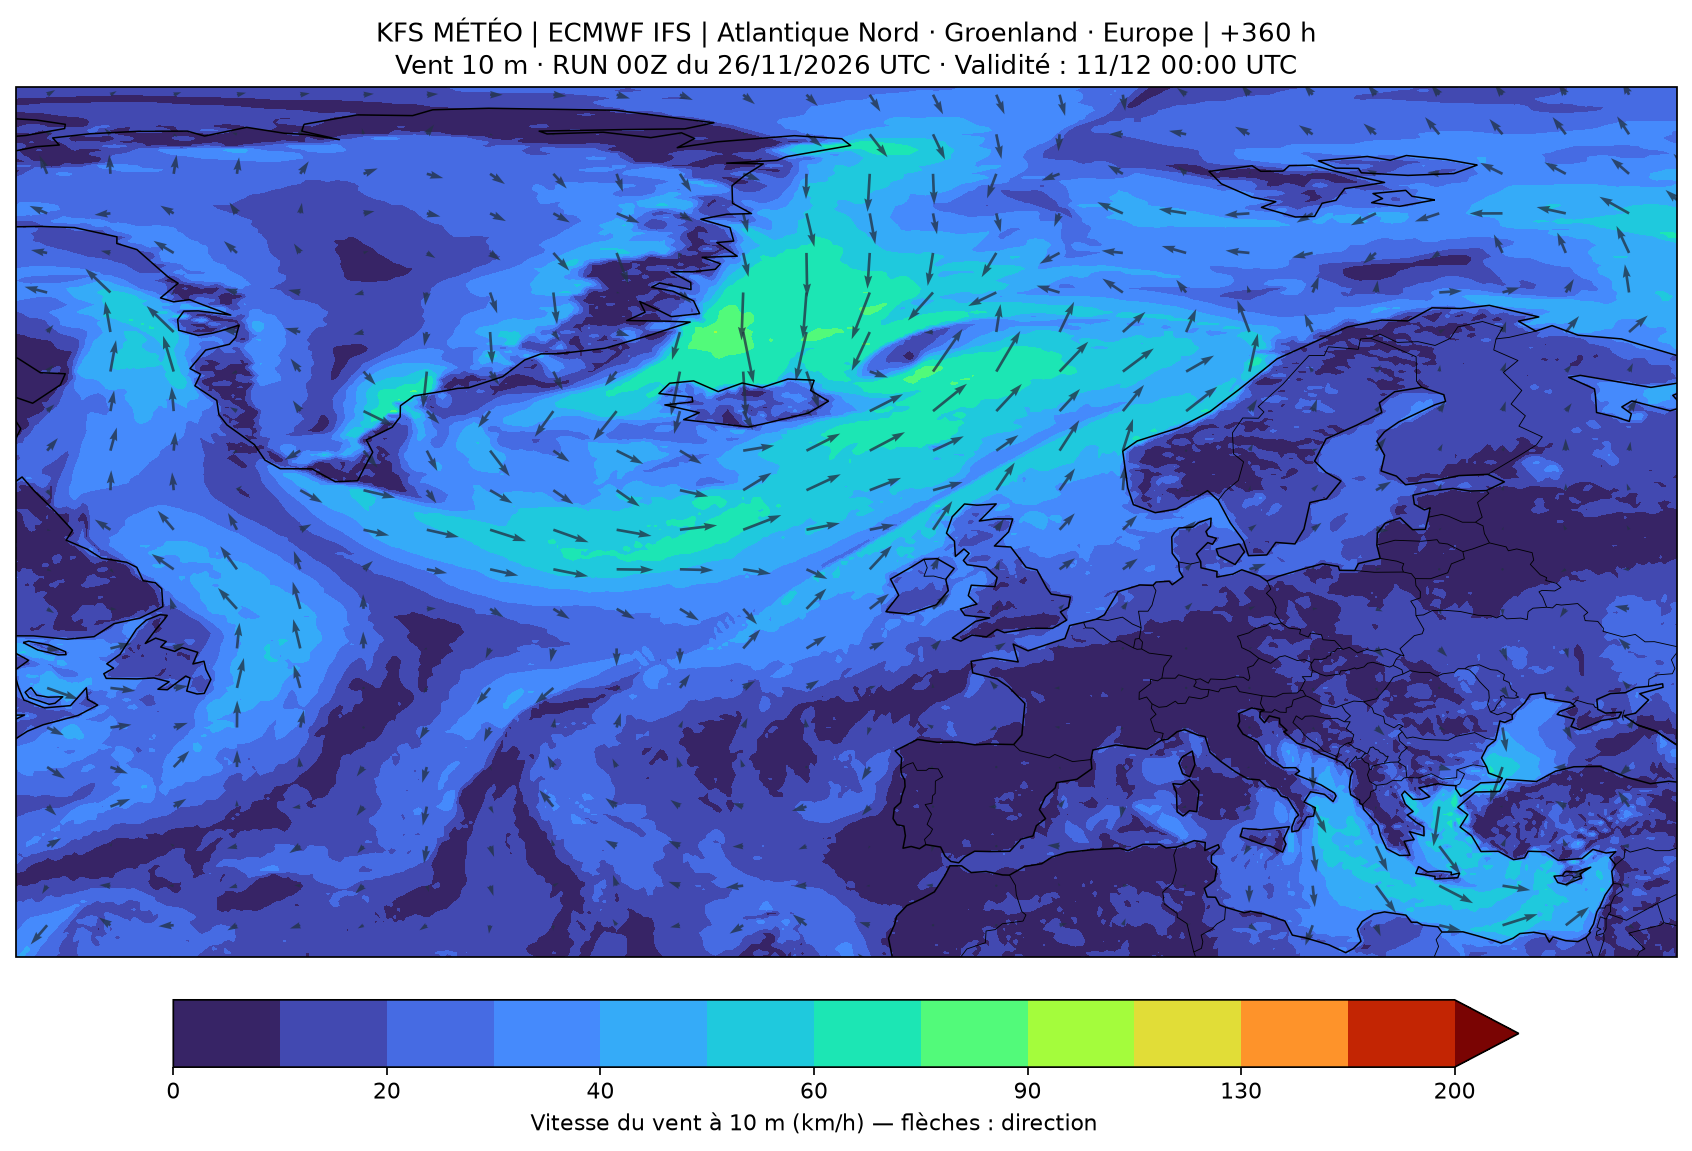 KFS MÉTÉO | ECMWF IFS | Atlantique Nord · Groenland · Europe | +360 h
Vent 10 m · RUN 00Z du 26/11/2026 UTC · Validité : 11/12 00:00 UTC
0 20 40 60 90 130 200
Vitesse du vent à 10 m (km/h) — flèches : direction